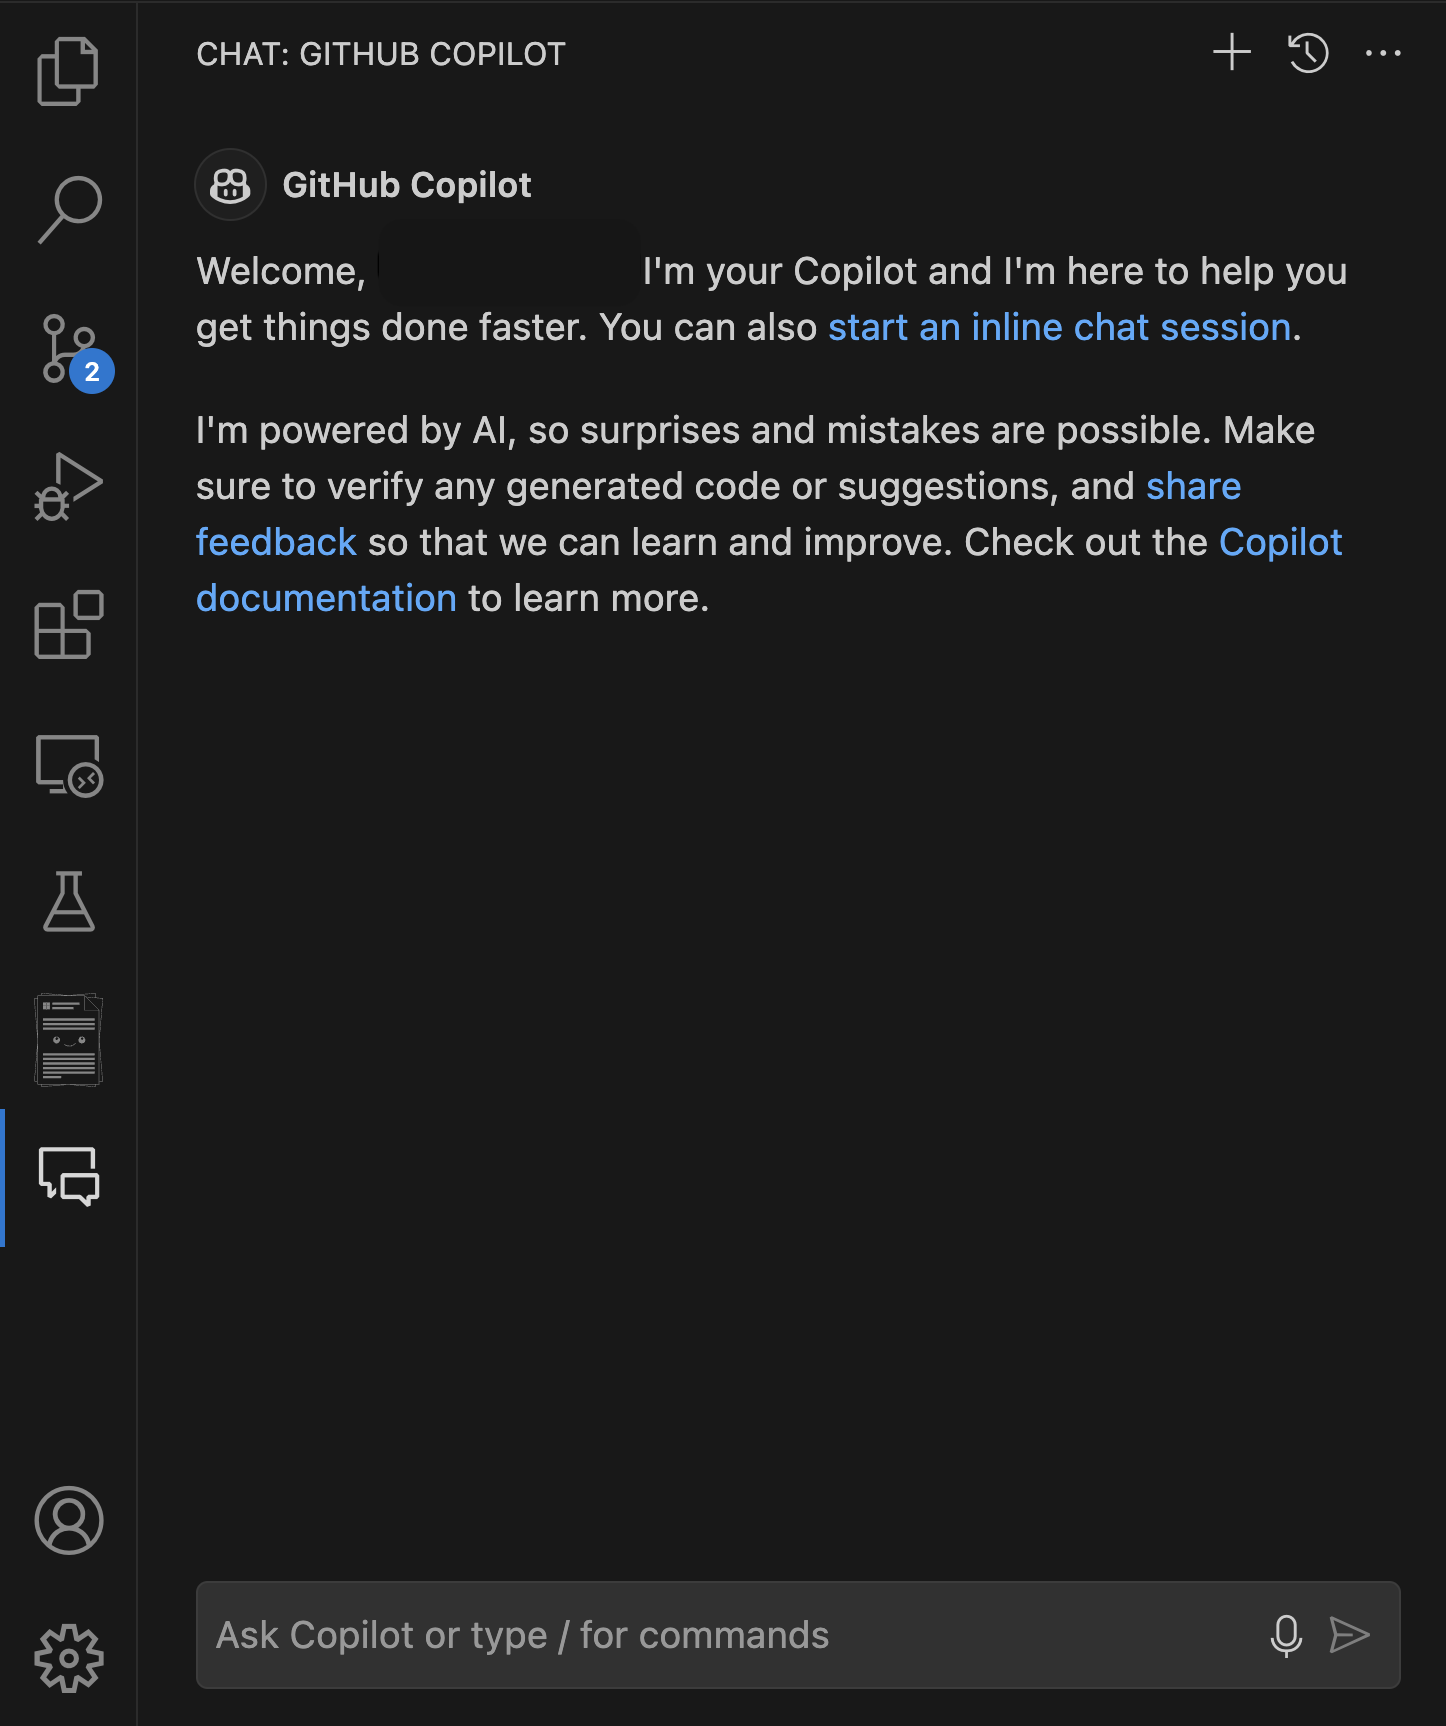 CHAT: GITHUB COPILOT
GitHub Copilot
Welcome, I'm your Copilot and I'm here to help you
get things done faster. You can also start an inline chat session.
I'm powered by AI, so surprises and mistakes are possible. Make
sure to verify any generated code or suggestions, and share
feedback so that we can learn and improve. Check out the Copilot
documentation to learn more.
2
Ask Copilot or type / for commands